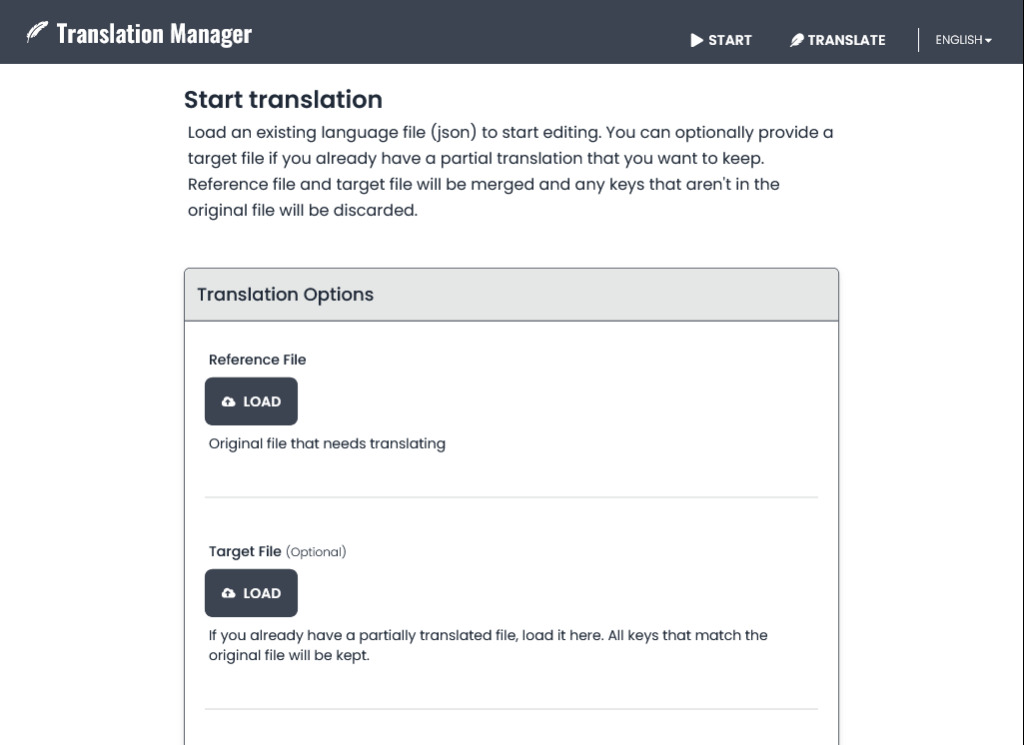 Translation Manager
START
TRANSLATE
ENGLISH
Start translation
Load an existing language file (json) to start editing. You can optionally provide a
target file if you already have a partial translation that you want to keep.
Reference file and target file will be merged and any keys that aren't in the
original file will be discarded.
Translation Options
Reference File
LOAD
Original file that needs translating
Target File (Optional)
LOAD
If you already have a partially translated file, load it here. All keys that match the
original file will be kept.